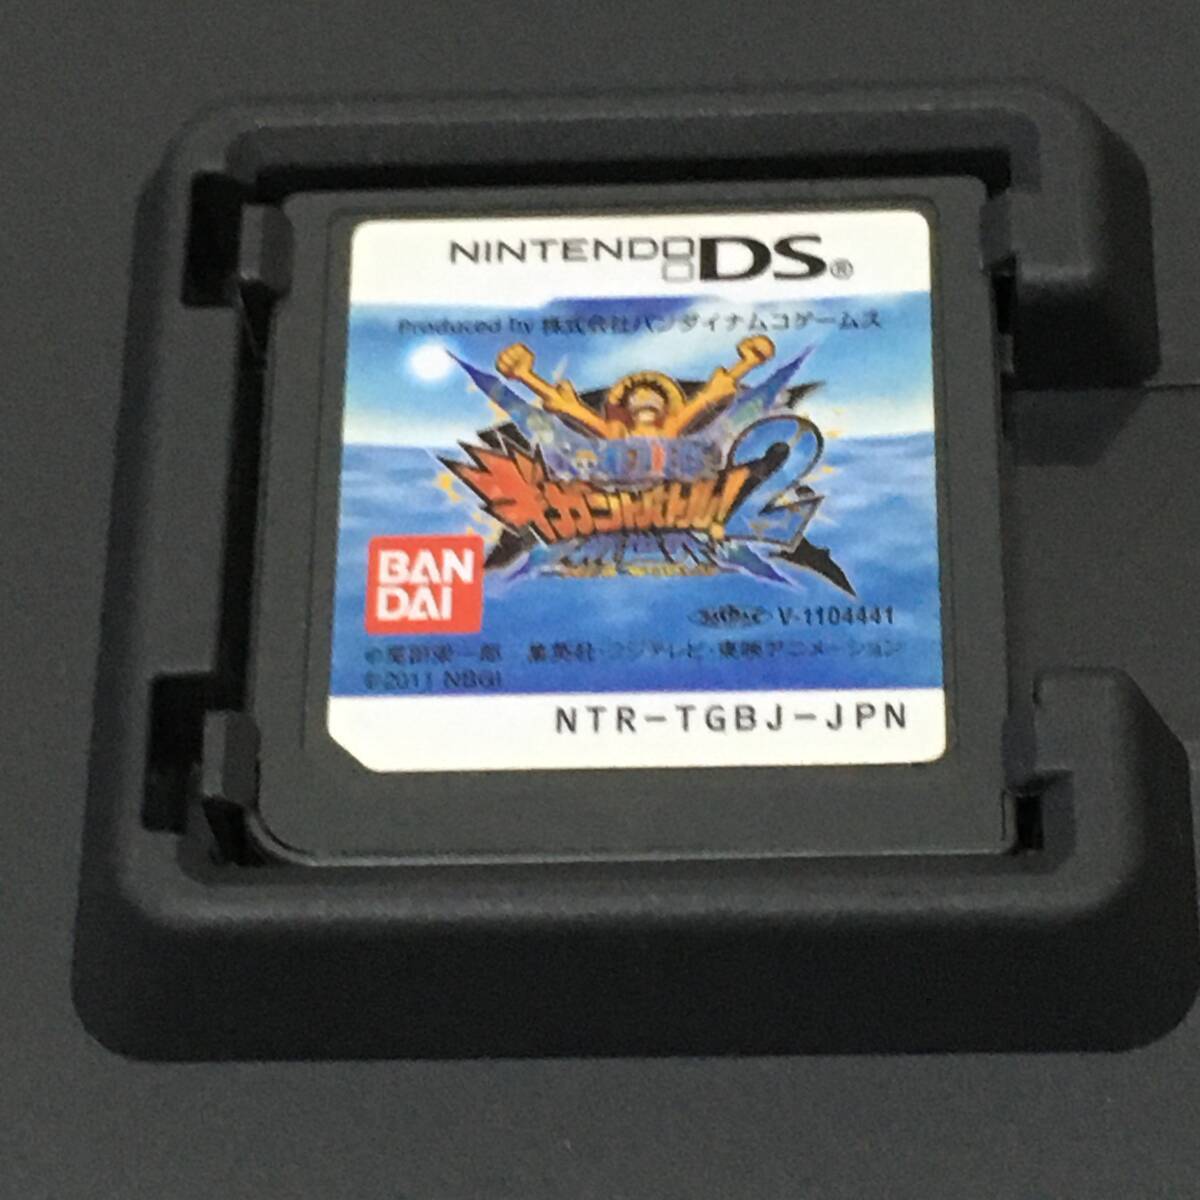 NINTENDO DS®
Produced by 株式会社バンダイナムコゲームス
ギガントバトル!2
新世界
BAN
DAI
V-1104441
©尾田栄一郎 集英社・フジテレビ・東映アニメーション
©2011 NBGI
NTR-TGBJ-JPN